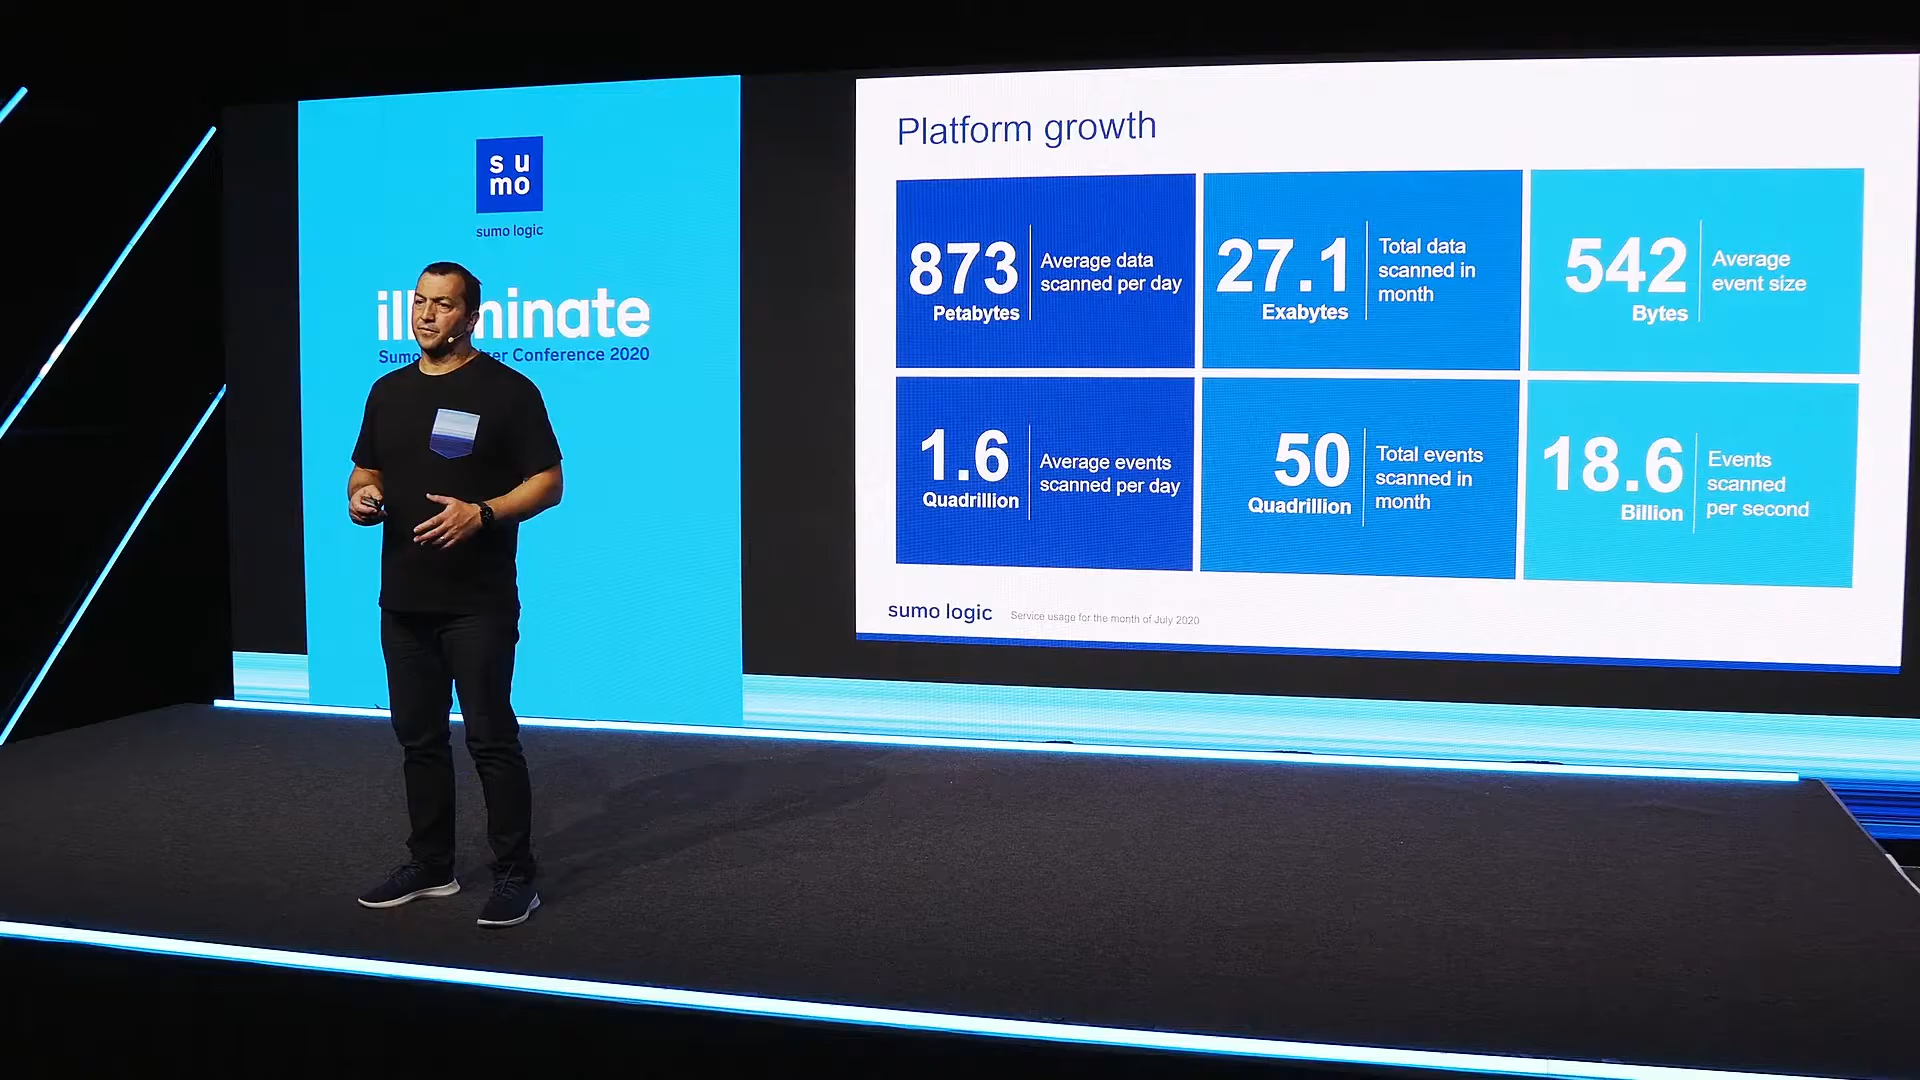 su
mo
sumo logic
ill minate
Sumo ser Conference 2020
Platform growth
873
Petabytes
Average data
scanned per day
27.1
Exabytes
Total data
scanned in
month
542
Bytes
Average
event size
1.6
Quadrillion
Average events
scanned per day
50
Quadrillion
Total events
scanned in
month
18.6
Billion
Events
scanned
per second
sumo logic
Service usage for the month of July 2020